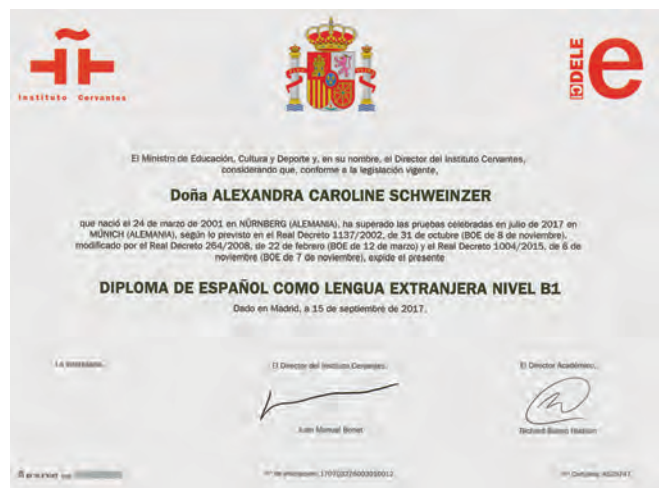 Instituto Cervantes
DELE
e
El Ministro de Educación, Cultura y Deporte y, en su nombre, el Director del Instituto Cervantes,
considerando que, conforme a la legislación vigente,
Doña ALEXANDRA CAROLINE SCHWEINZER
que nació el 24 de marzo de 2001 en NÜRNBERG (ALEMANIA), ha superado las pruebas celebradas en julio de 2017 en
MÚNICH (ALEMANIA), según lo previsto en el Real Decreto 1137/2002, de 31 de octubre (BOE de 8 de noviembre),
modificado por el Real Decreto 264/2008, de 22 de febrero (BOE de 12 de marzo) y el Real Decreto 1004/2015, de 6 de
noviembre (BOE de 7 de noviembre), expide el presente
DIPLOMA DE ESPAÑOL COMO LENGUA EXTRANJERA NIVEL B1
Dado en Madrid, a 15 de septiembre de 2017.
La interesada,
El Director del Instituto Cervantes,
El Director Académico,
Juan Manuel Bonet
Richard Bueno Hudson